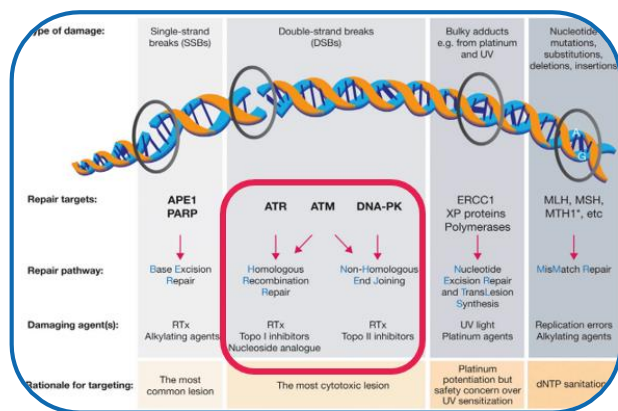 Type of damage:
Single-strand
breaks (SSBs)
Double-strand breaks
(DSBs)
Bulky adducts
e.g. from platinum
and UV
Nucleotide
mutations,
substitutions,
deletions, insertions
A
G
Repair targets:
APE1
PARP
ATR ATM DNA-PK
ERCC1
XP proteins
Polymerases
MLH, MSH,
MTH1*, etc
Repair pathway:
Base Excision
Repair
Homologous
Recombination
Repair
Non-Homologous
End Joining
Nucleotide
Excision Repair
and TransLesion
Synthesis
MisMatch Repair
Damaging agent(s):
RTx
Alkylating agents
RTx
Topo I inhibitors
Nucleoside analogue
RTx
Topo II inhibitors
UV light
Platinum agents
Replication errors
Alkylating agents
Rationale for targeting:
The most
common lesion
The most cytotoxic lesion
Platinum
potentiation but
safety concern over
UV sensitization
dNTP sanitation